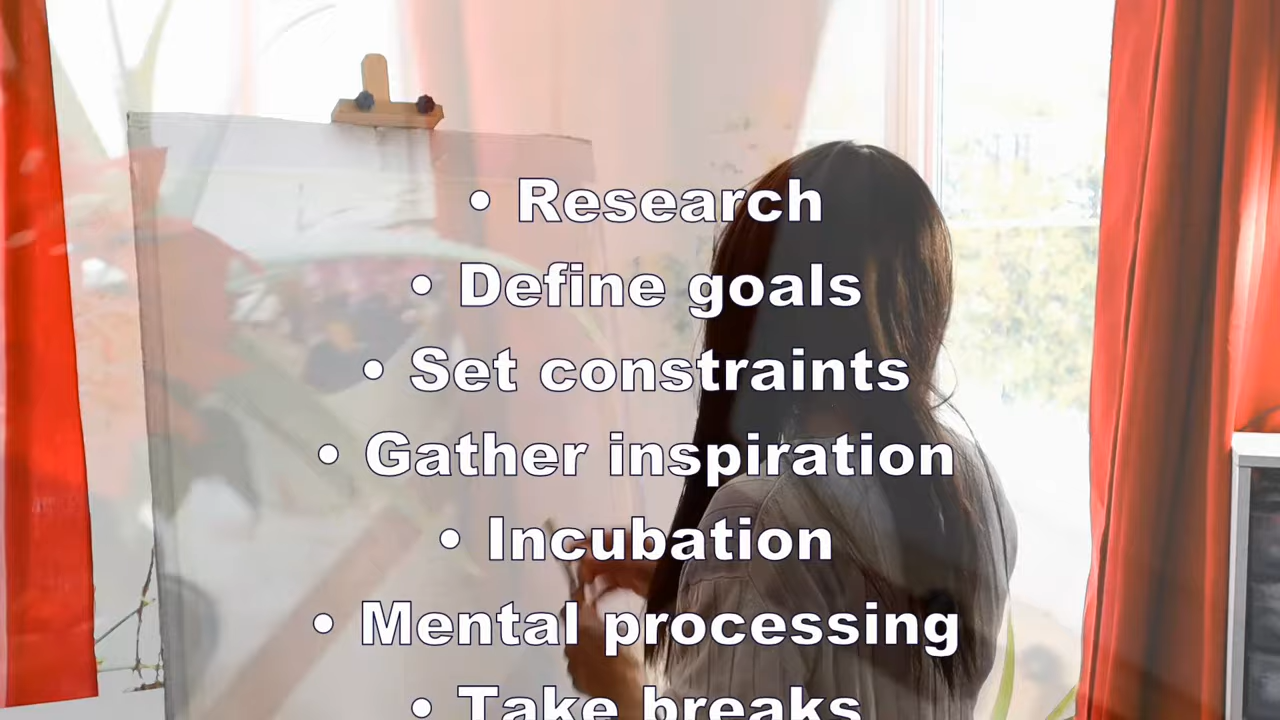 • Research
• Define goals
• Set constraints
• Gather inspiration
• Incubation
• Mental processing
• Take breaks